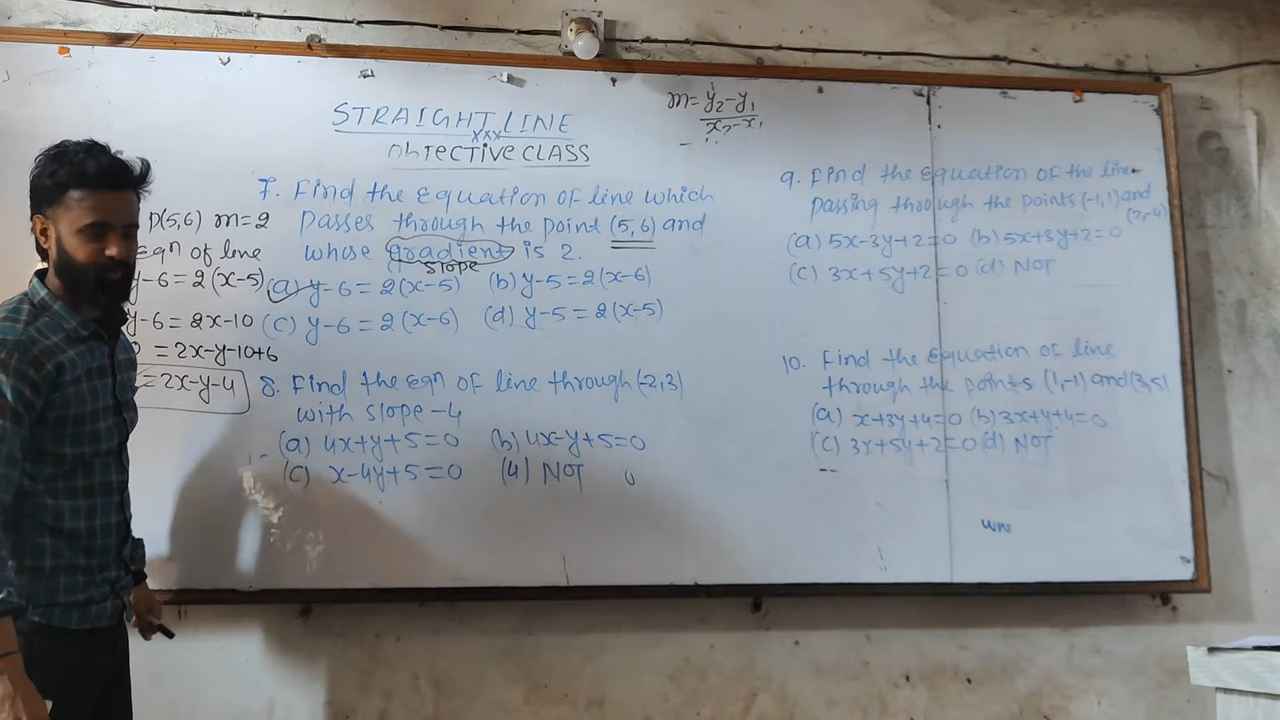 STRAIGHT LINE
xxx
OBJECTIVE CLASS
m = y₂-y₁
x₂-x₁
P(5,6) m=2
Eqn of line
y-6=2(x-5)
y-6=2x-10
=2x-y-10+6
=2x-y-4
7. Find the Equation of line which
passes through the point (5,6) and
whose gradient is 2.
slope
(a) y-6=2(x-5) (b) y-5=2(x-6)
(c) y-6=2(x-6) (d) y-5=2(x-5)
8. Find the eqn of line through (-2,3)
with slope -4
(a) 4x+y+5=0 (b) 4x-y+5=0
(c) x-4y+5=0 (4) NOT
9. Find the Equation of the line
passing through the points (-1,1) and
(2,-4)
(a) 5x-3y+2=0 (b) 5x+3y+2=0
(c) 3x+5y+2=0 (d) NOT
10. Find the Equation of line
through the points (1,-1) and (3,5)
(a) x+3y+4=0 (b) 3x+y+4=0
(c) 3x+5y+2=0 (d) NOT